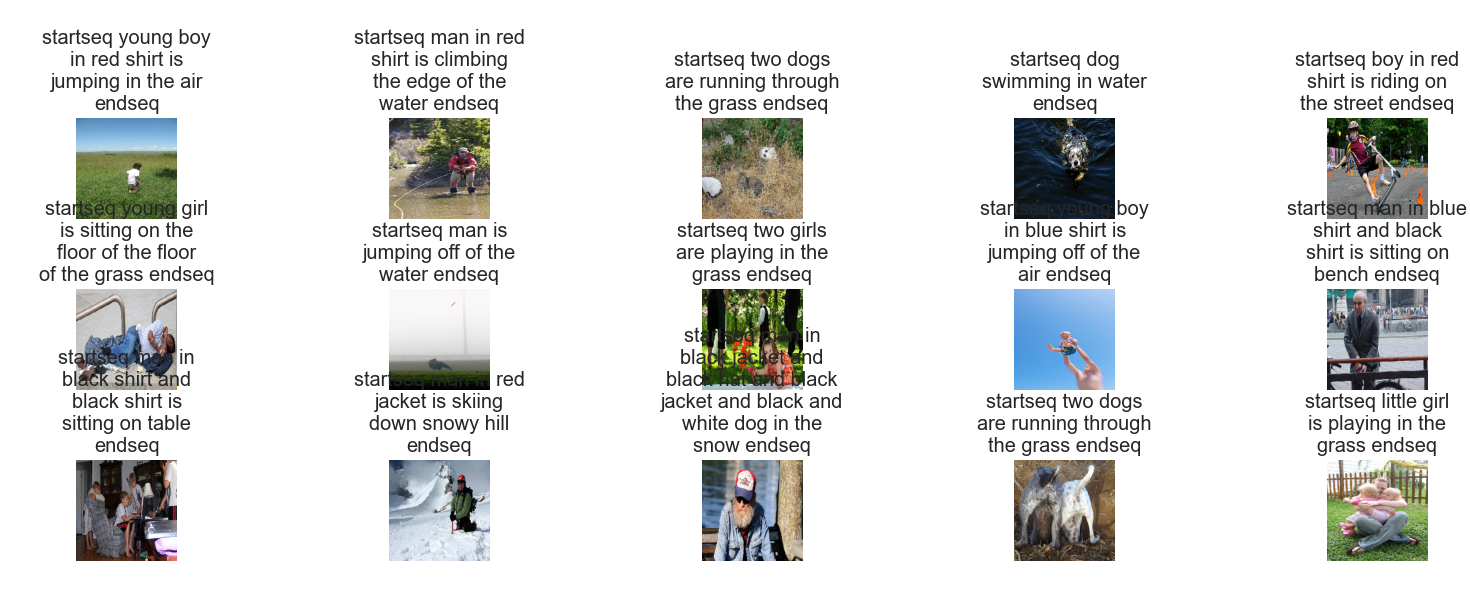 startseq young boy
in red shirt is
jumping in the air
endseq
startseq man in red
shirt is climbing
the edge of the
water endseq
startseq two dogs
are running through
the grass endseq
startseq dog
swimming in water
endseq
startseq boy in red
shirt is riding on
the street endseq
startseq young girl
is sitting on the
floor of the floor
of the grass endseq
startseq man is
jumping off of the
water endseq
startseq two girls
are playing in the
grass endseq
startseq young boy
in blue shirt is
jumping off of the
air endseq
startseq man in blue
shirt and black
shirt is sitting on
bench endseq
startseq man in
black shirt and
black shirt is
sitting on table
endseq
startseq man in red
jacket is skiing
down snowy hill
endseq
startseq man in
black jacket and
black hat and black
jacket and black and
white dog in the
snow endseq
startseq two dogs
are running through
the grass endseq
startseq little girl
is playing in the
grass endseq